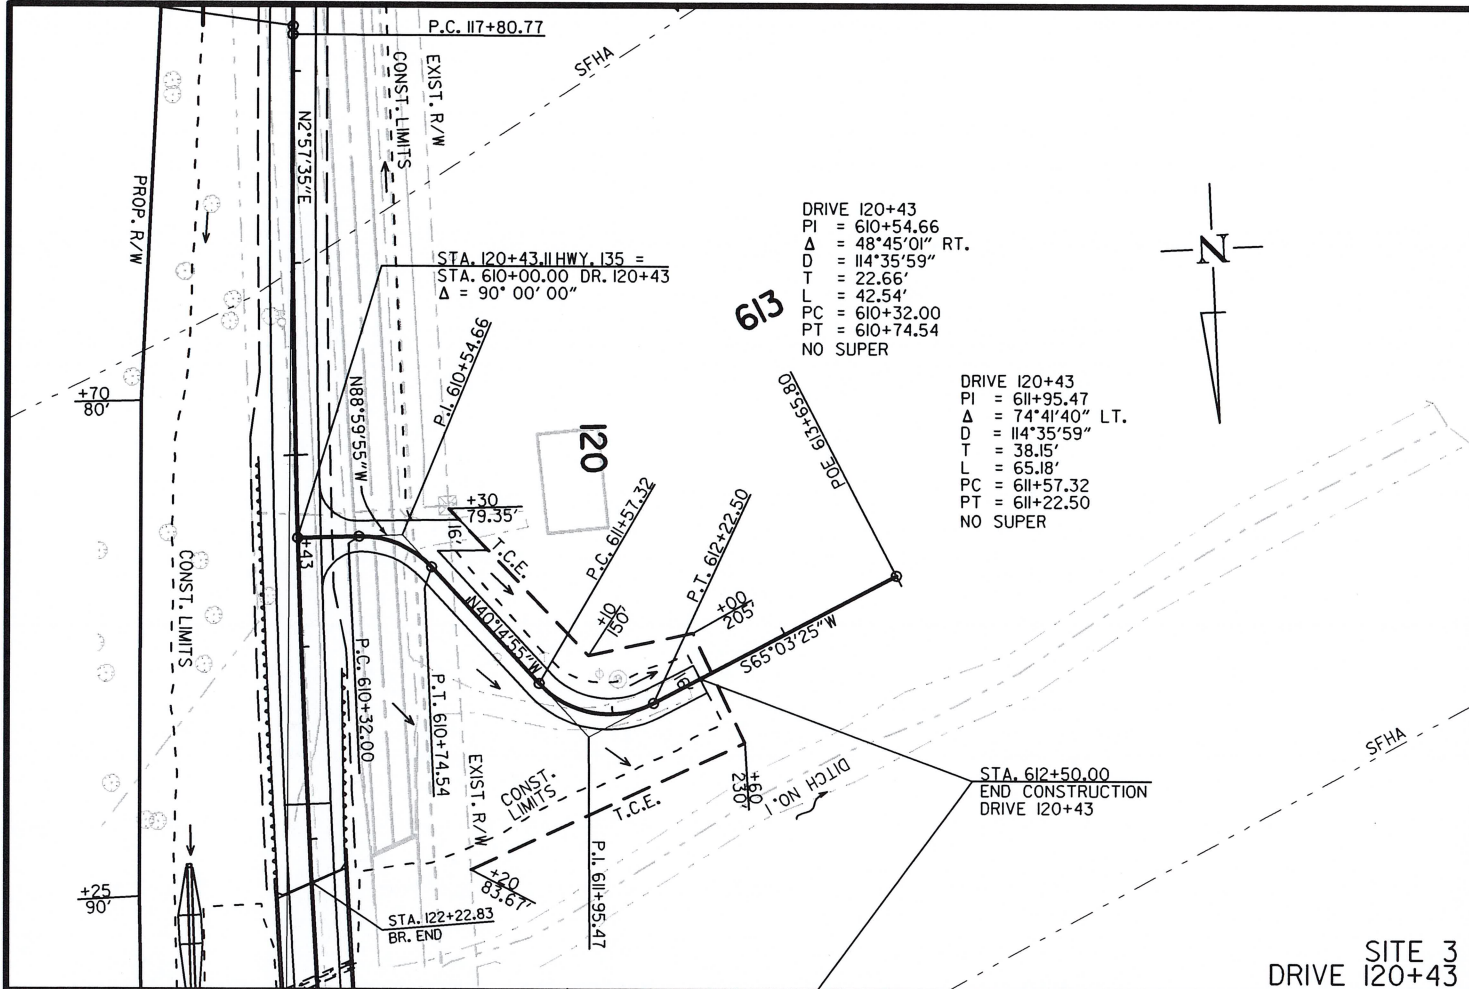 P.C. 117+80.77
SFHA
EXIST. R/W
CONST. LIMITS
N2°57'35"E
PROP. R/W
STA. 120+43.11 HWY. 135 =
STA. 610+00.00 DR. 120+43
Δ = 90° 00' 00"
DRIVE 120+43
PI = 610+54.66
Δ = 48°45'01" RT.
D = 114°35'59"
T = 22.66'
L = 42.54'
PC = 610+32.00
PT = 610+74.54
NO SUPER
613
N
DRIVE 120+43
PI = 611+95.47
Δ = 74°41'40" LT.
D = 114°35'59"
T = 38.15'
L = 65.18'
PC = 611+57.32
PT = 611+22.50
NO SUPER
+70
80'
N88°59'55"W
P.I. 610+54.66
120
POE 613+65.80
+30
79.35'
16'
T.C.E.
P.C. 611+57.32
P.T. 612+22.50
+43
CONST. LIMITS
N40°14'55"W
+10
150'
+00
205'
S65°03'25"W
16'
P.C. 610+32.00
P.T. 610+74.54
EXIST. R/W
CONST.
LIMITS
T.C.E.
+60
230'
DITCH NO. 1
SFHA
STA. 612+50.00
END CONSTRUCTION
DRIVE 120+43
P.I. 611+95.47
+20
83.67'
+25
90'
STA. 122+22.83
BR. END
SITE 3
DRIVE 120+43